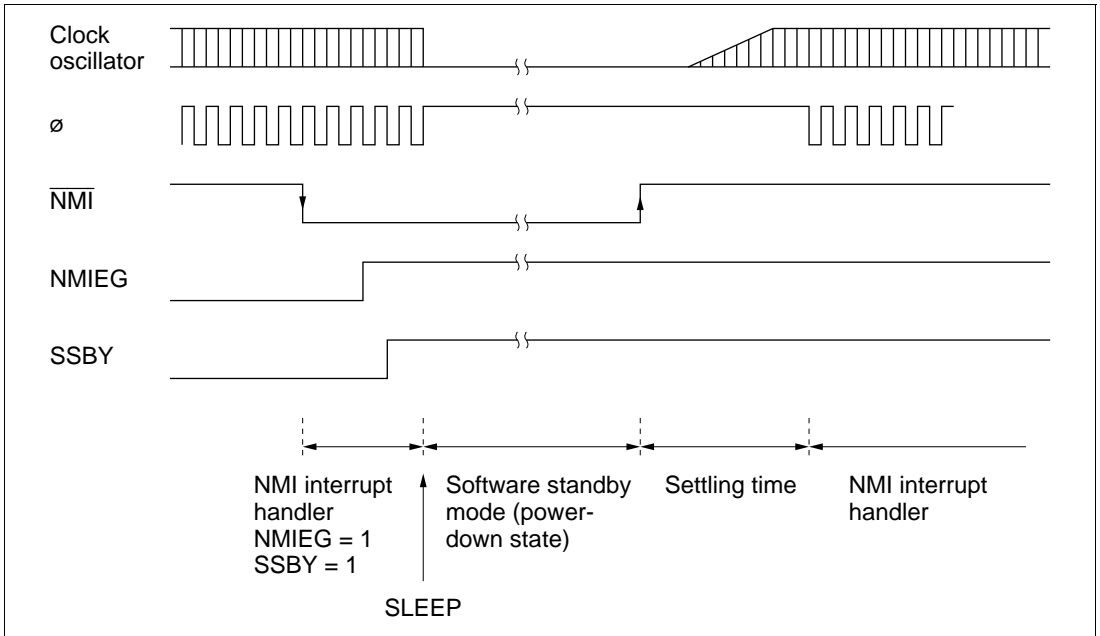 Clock
oscillator
ø
NMI
NMIEG
SSBY
NMI interrupt
handler
NMIEG = 1
SSBY = 1
Software standby
mode (power-
down state)
Settling time
NMI interrupt
handler
SLEEP